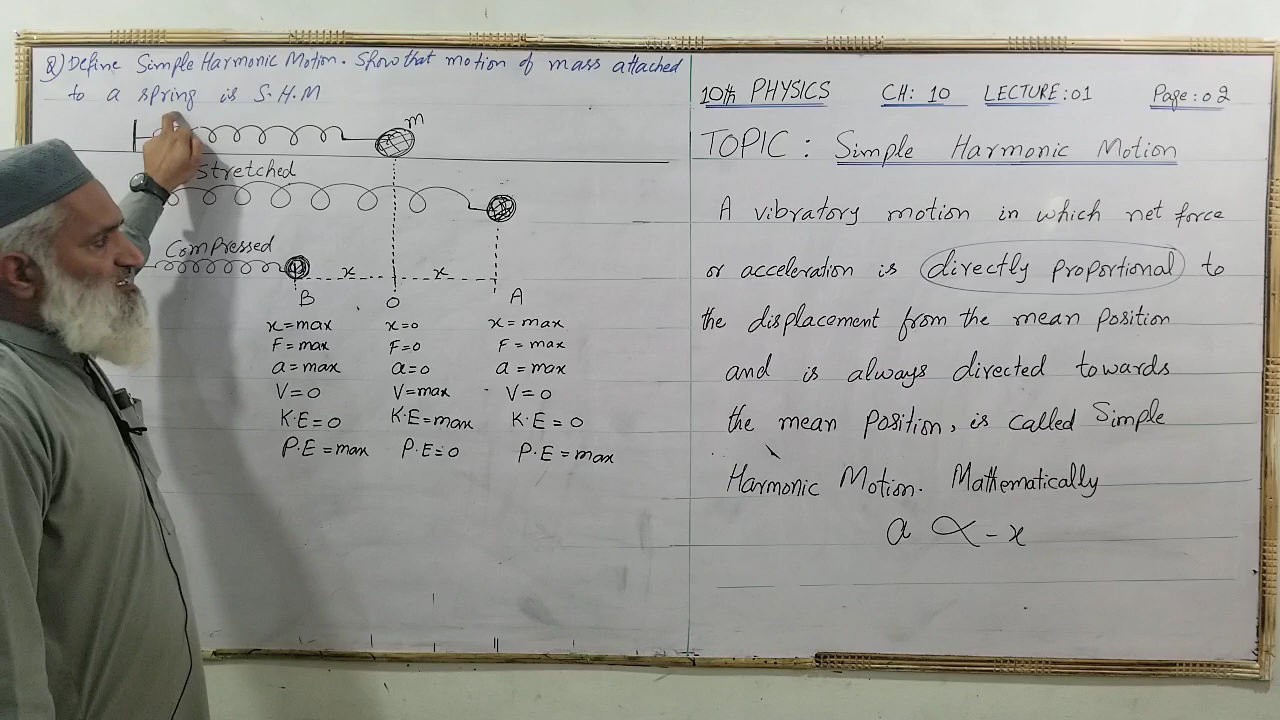 Q) Define Simple Harmonic Motion. Show that motion of mass attached
to a spring is S.H.M
m
Stretched
Compressed
x x
B O A
x=max x=0 x=max
F=max F=0 F=max
a=max a=0 a=max
V=0 V=max V=0
K.E=0 K.E=max K.E=0
P.E=max P.E=0 P.E=max
10th PHYSICS CH: 10 LECTURE:01 Page:02
TOPIC: Simple Harmonic Motion
A vibratory motion in which net force
or acceleration is directly proportional to
the displacement from the mean position
and is always directed towards
the mean position, is called Simple
Harmonic Motion. Mathematically
a ∝ -x